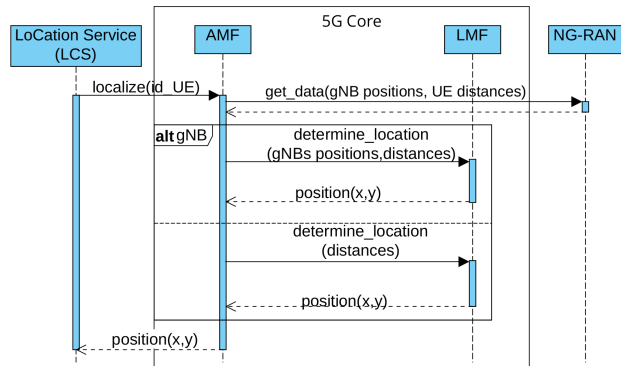 5G Core
LoCation Service
(LCS)
AMF
LMF
NG-RAN
localize(id_UE)
get_data(gNB positions, UE distances)
alt gNB
determine_location
(gNBs positions,distances)
position(x,y)
determine_location
(distances)
position(x,y)
position(x,y)